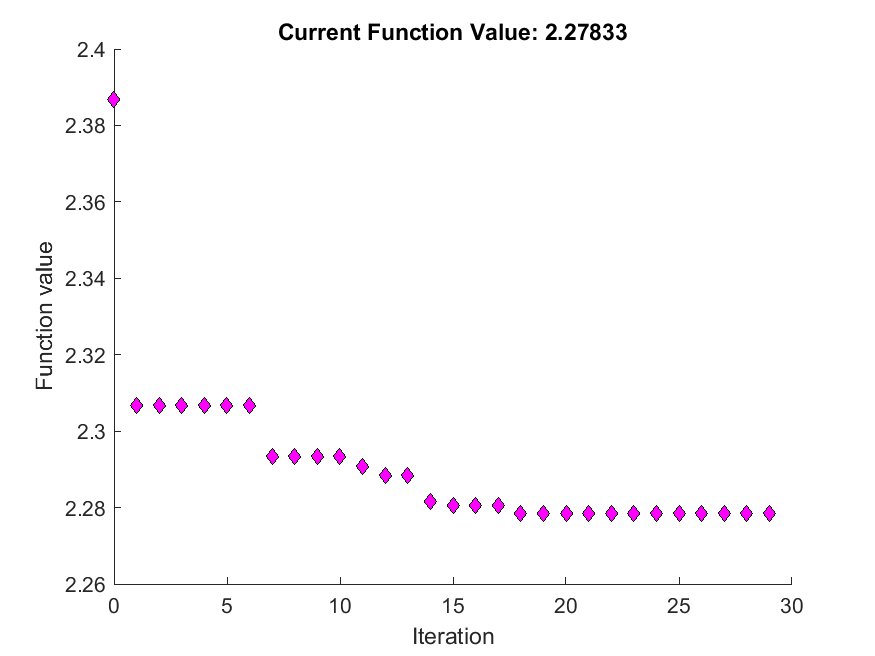 Current Function Value: 2.27833
2.4
2.38
2.36
2.34
2.32
2.3
2.28
2.26
Function value
0 5 10 15 20 25 30
Iteration